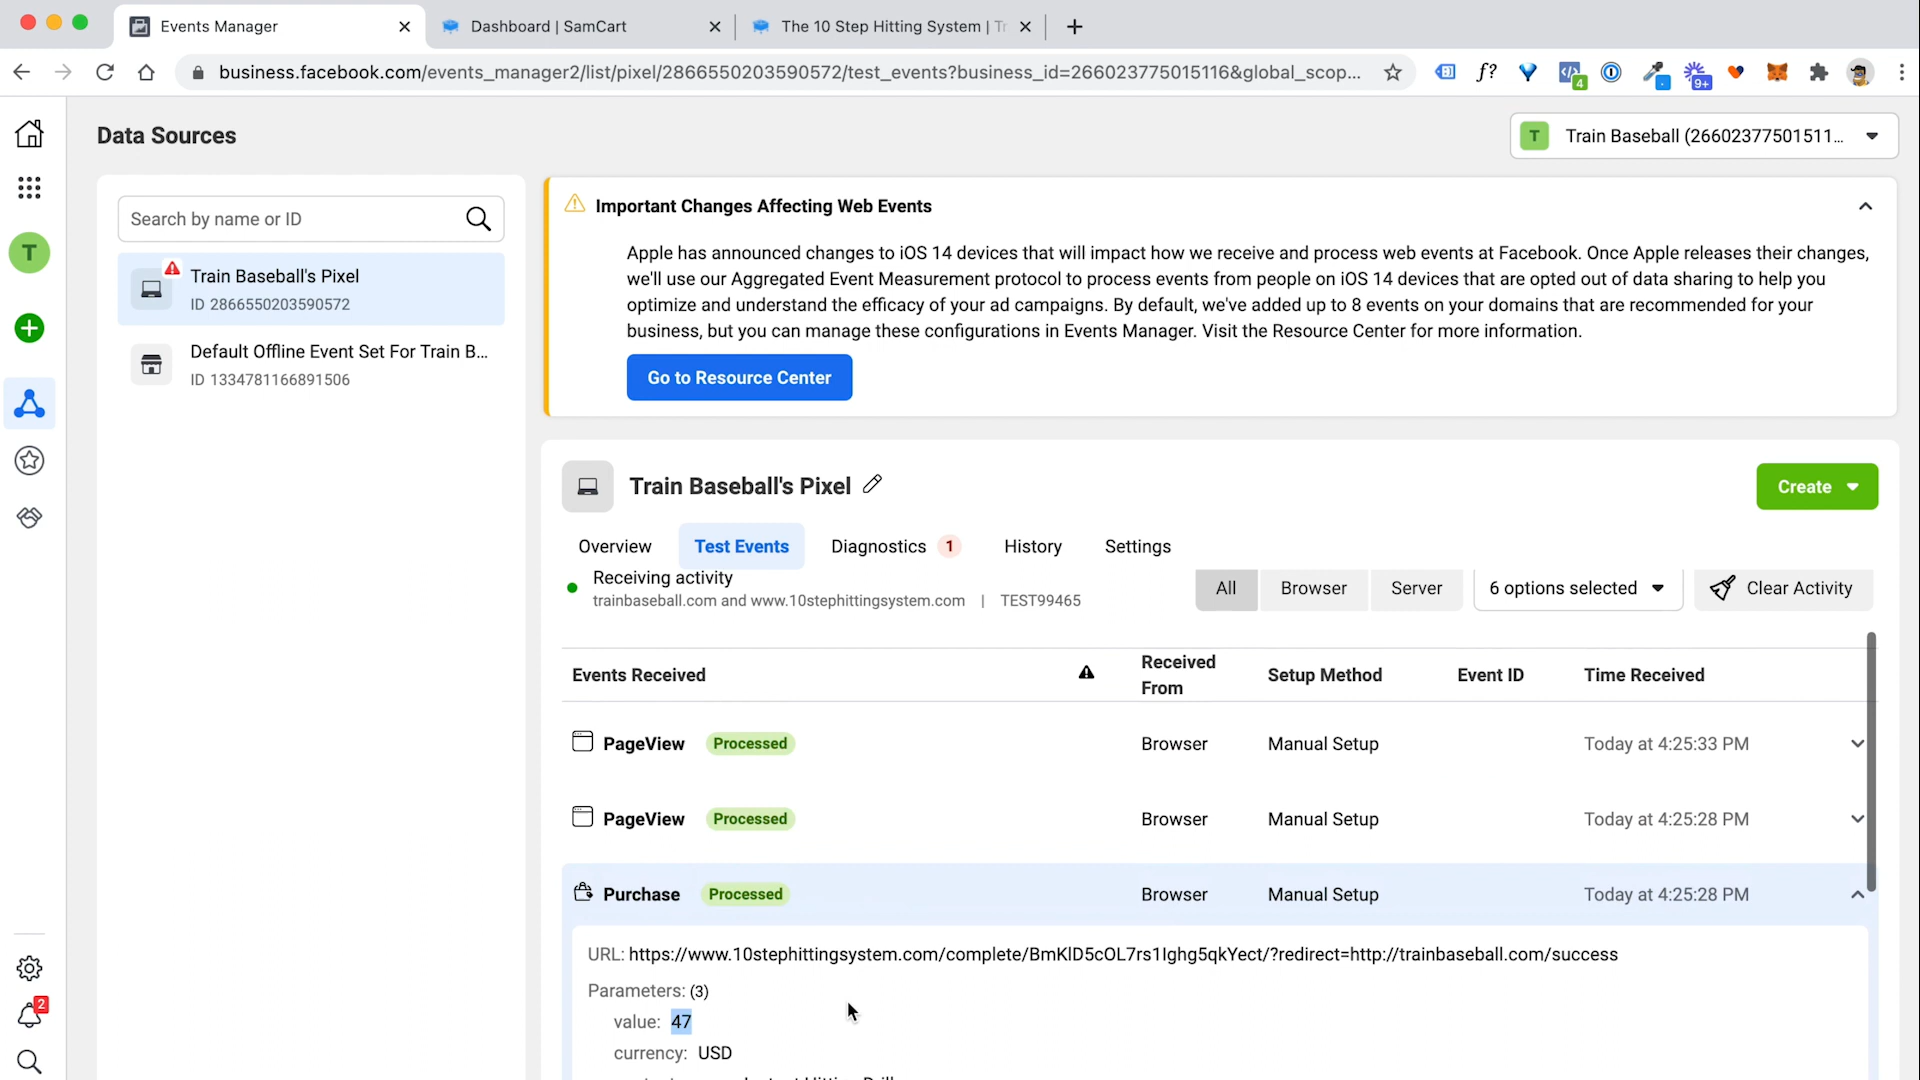 Events Manager
Dashboard | SamCart
The 10 Step Hitting System | Tr
business.facebook.com/events_manager2/list/pixel/2866550203590572/test_events?business_id=266023775015116&global_scop...
f?
4
9+
Data Sources
T
Train Baseball (26602377501511...
Search by name or ID
T
Train Baseball's Pixel
ID 2866550203590572
Default Offline Event Set For Train B...
ID 1334781166891506
Important Changes Affecting Web Events
Apple has announced changes to iOS 14 devices that will impact how we receive and process web events at Facebook. Once Apple releases their changes,
we'll use our Aggregated Event Measurement protocol to process events from people on iOS 14 devices that are opted out of data sharing to help you
optimize and understand the efficacy of your ad campaigns. By default, we've added up to 8 events on your domains that are recommended for your
business, but you can manage these configurations in Events Manager. Visit the Resource Center for more information.
Go to Resource Center
Train Baseball's Pixel
Create
Overview
Test Events
Diagnostics 1
History
Settings
Receiving activity
trainbaseball.com and www.10stephittingsystem.com | TEST99465
All
Browser
Server
6 options selected
Clear Activity
Events Received
Received From
Setup Method
Event ID
Time Received
PageView Processed Browser Manual Setup Today at 4:25:33 PM
PageView Processed Browser Manual Setup Today at 4:25:28 PM
Purchase Processed Browser Manual Setup Today at 4:25:28 PM
URL: https://www.10stephittingsystem.com/complete/BmKlD5cOL7rs1Ighg5qkYect/?redirect=http://trainbaseball.com/success
Parameters: (3)
value: 47
currency: USD
2